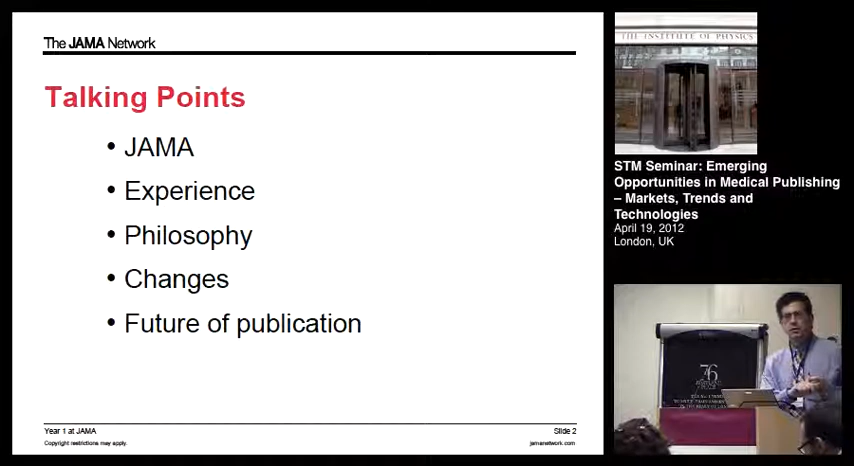 The JAMA Network
Talking Points
• JAMA
• Experience
• Philosophy
• Changes
• Future of publication
Year 1 at JAMA
Slide 2
Copyright restrictions may apply.
jamanetwork.com
THE INSTITUTE OF PHYSICS
STM Seminar: Emerging
Opportunities in Medical Publishing
– Markets, Trends and
Technologies
April 19, 2012
London, UK
76